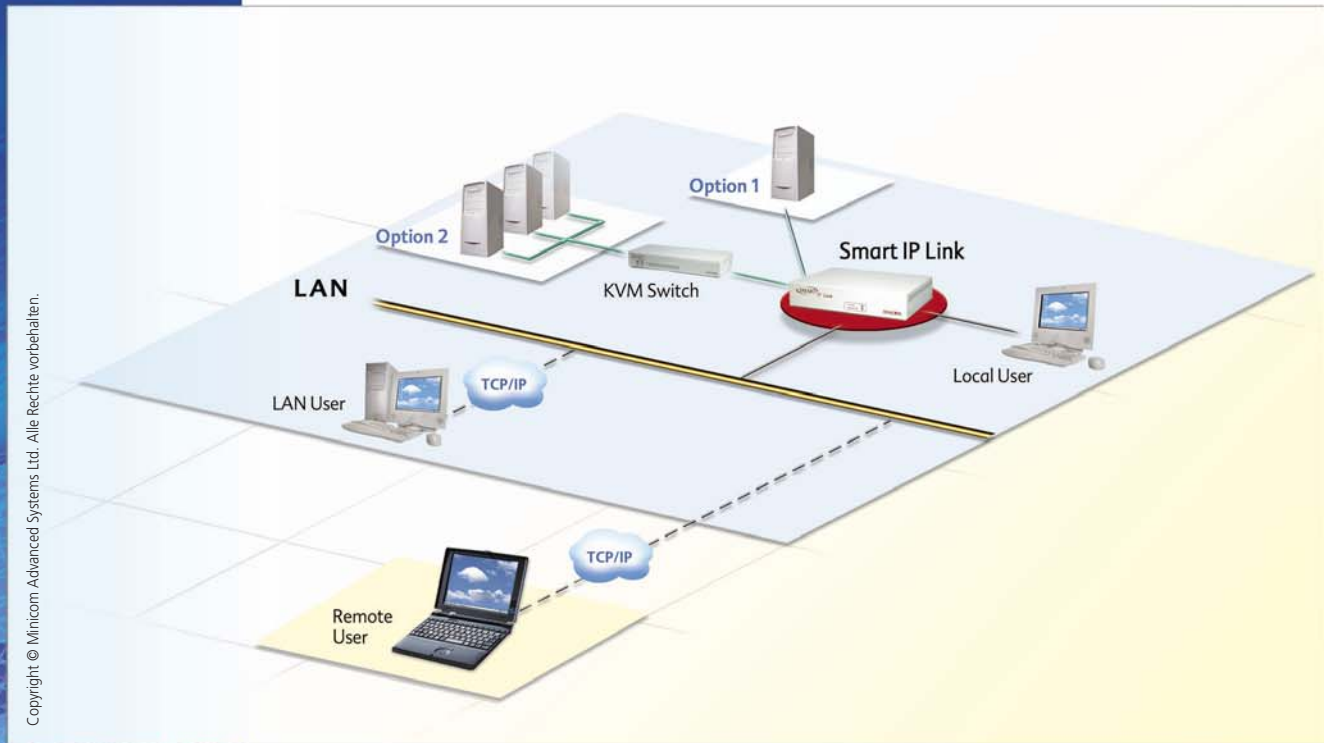 Option 1
Option 2
Smart IP Link
LAN
KVM Switch
Local User
TCP/IP
LAN User
TCP/IP
Remote
User
Copyright © Minicom Advanced Systems Ltd. Alle Rechte vorbehalten.